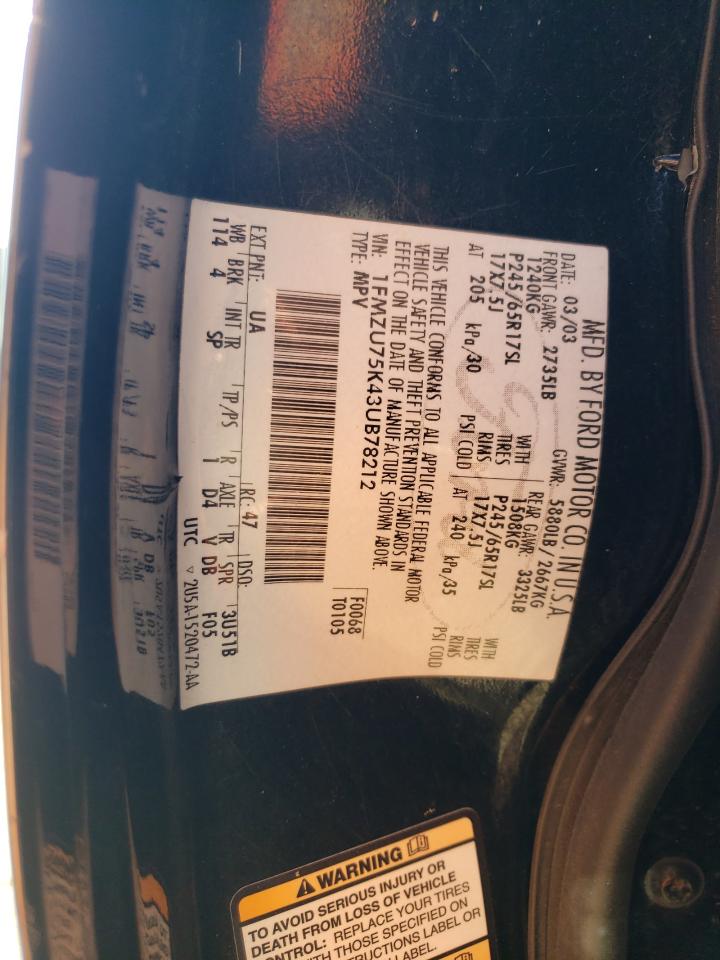 MFD. BY FORD MOTOR CO. IN U.S.A.
DATE: 03/03 GVWR: 5880LB/2667KG
FRONT GAWR: 2735LB REAR GAWR: 3325LB
1240KG WITH 1508KG WITH
P245/65R17SL TIRES P245/65R17SL TIRES
17X7.5J RIMS 17X7.5J RIMS
AT 205 kPa/30 PSI COLD AT 240 kPa/35 PSI COLD
THIS VEHICLE CONFORMS TO ALL APPLICABLE FEDERAL MOTOR
VEHICLE SAFETY AND THEFT PREVENTION STANDARDS IN
EFFECT ON THE DATE OF MANUFACTURE SHOWN ABOVE.
VIN: 1FMZU75K43UB78212
TYPE: MPV
F0068
T0105
EXT PNT: UA RC: 47 DSO:
WB BRK INT TR TP/PS R AXLE TR SPR 3U51B
114 4 SP 1 D4 V DB F05
UTC ▽ 2U5A-1520472-AA
WARNING
TO AVOID SERIOUS INJURY OR
DEATH FROM LOSS OF VEHICLE
CONTROL: REPLACE YOUR TIRES
WITH THOSE SPECIFIED ON
LABEL OR
LABEL.